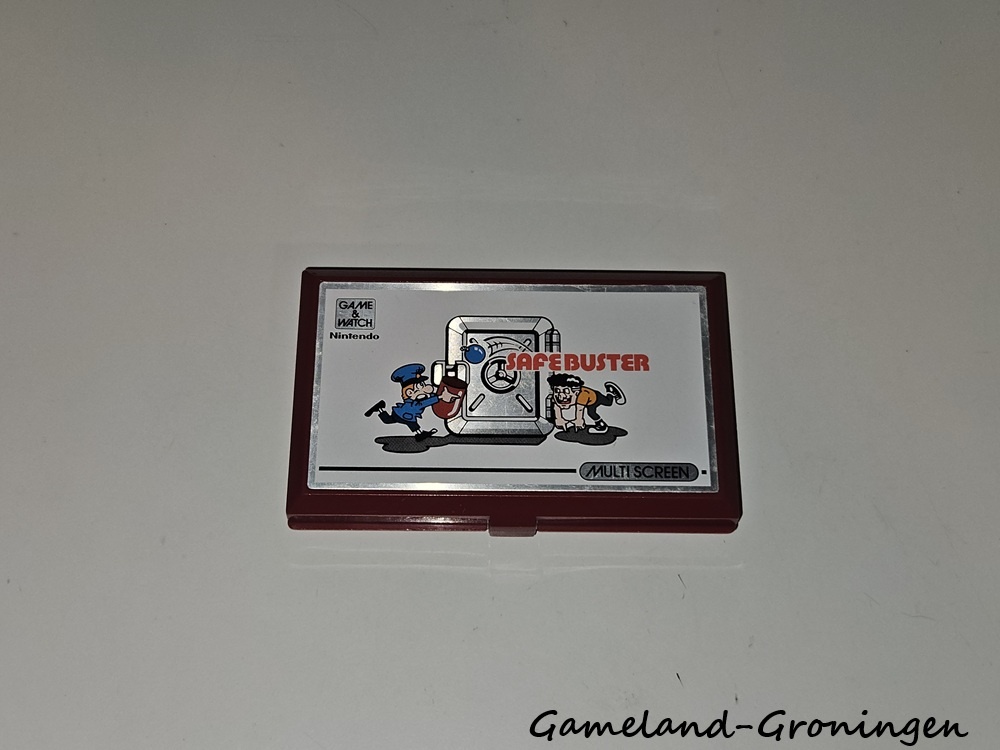 GAME
&
WATCH
Nintendo
SAFEBUSTER
MULTI SCREEN
Gameland-Groningen